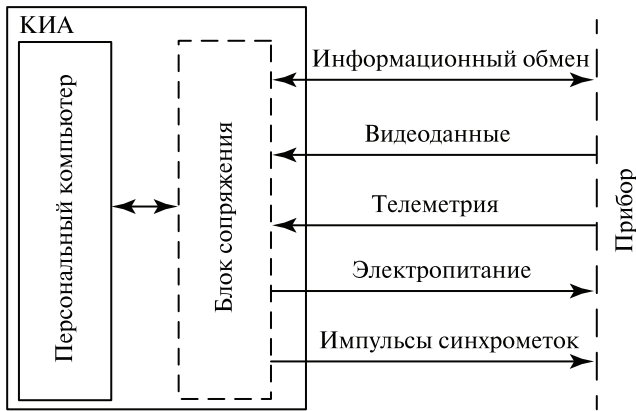 КИА
Персональный компьютер
Блок сопряжения
Информационный обмен
Видеоданные
Телеметрия
Электропитание
Импульсы синхрометок
Прибор